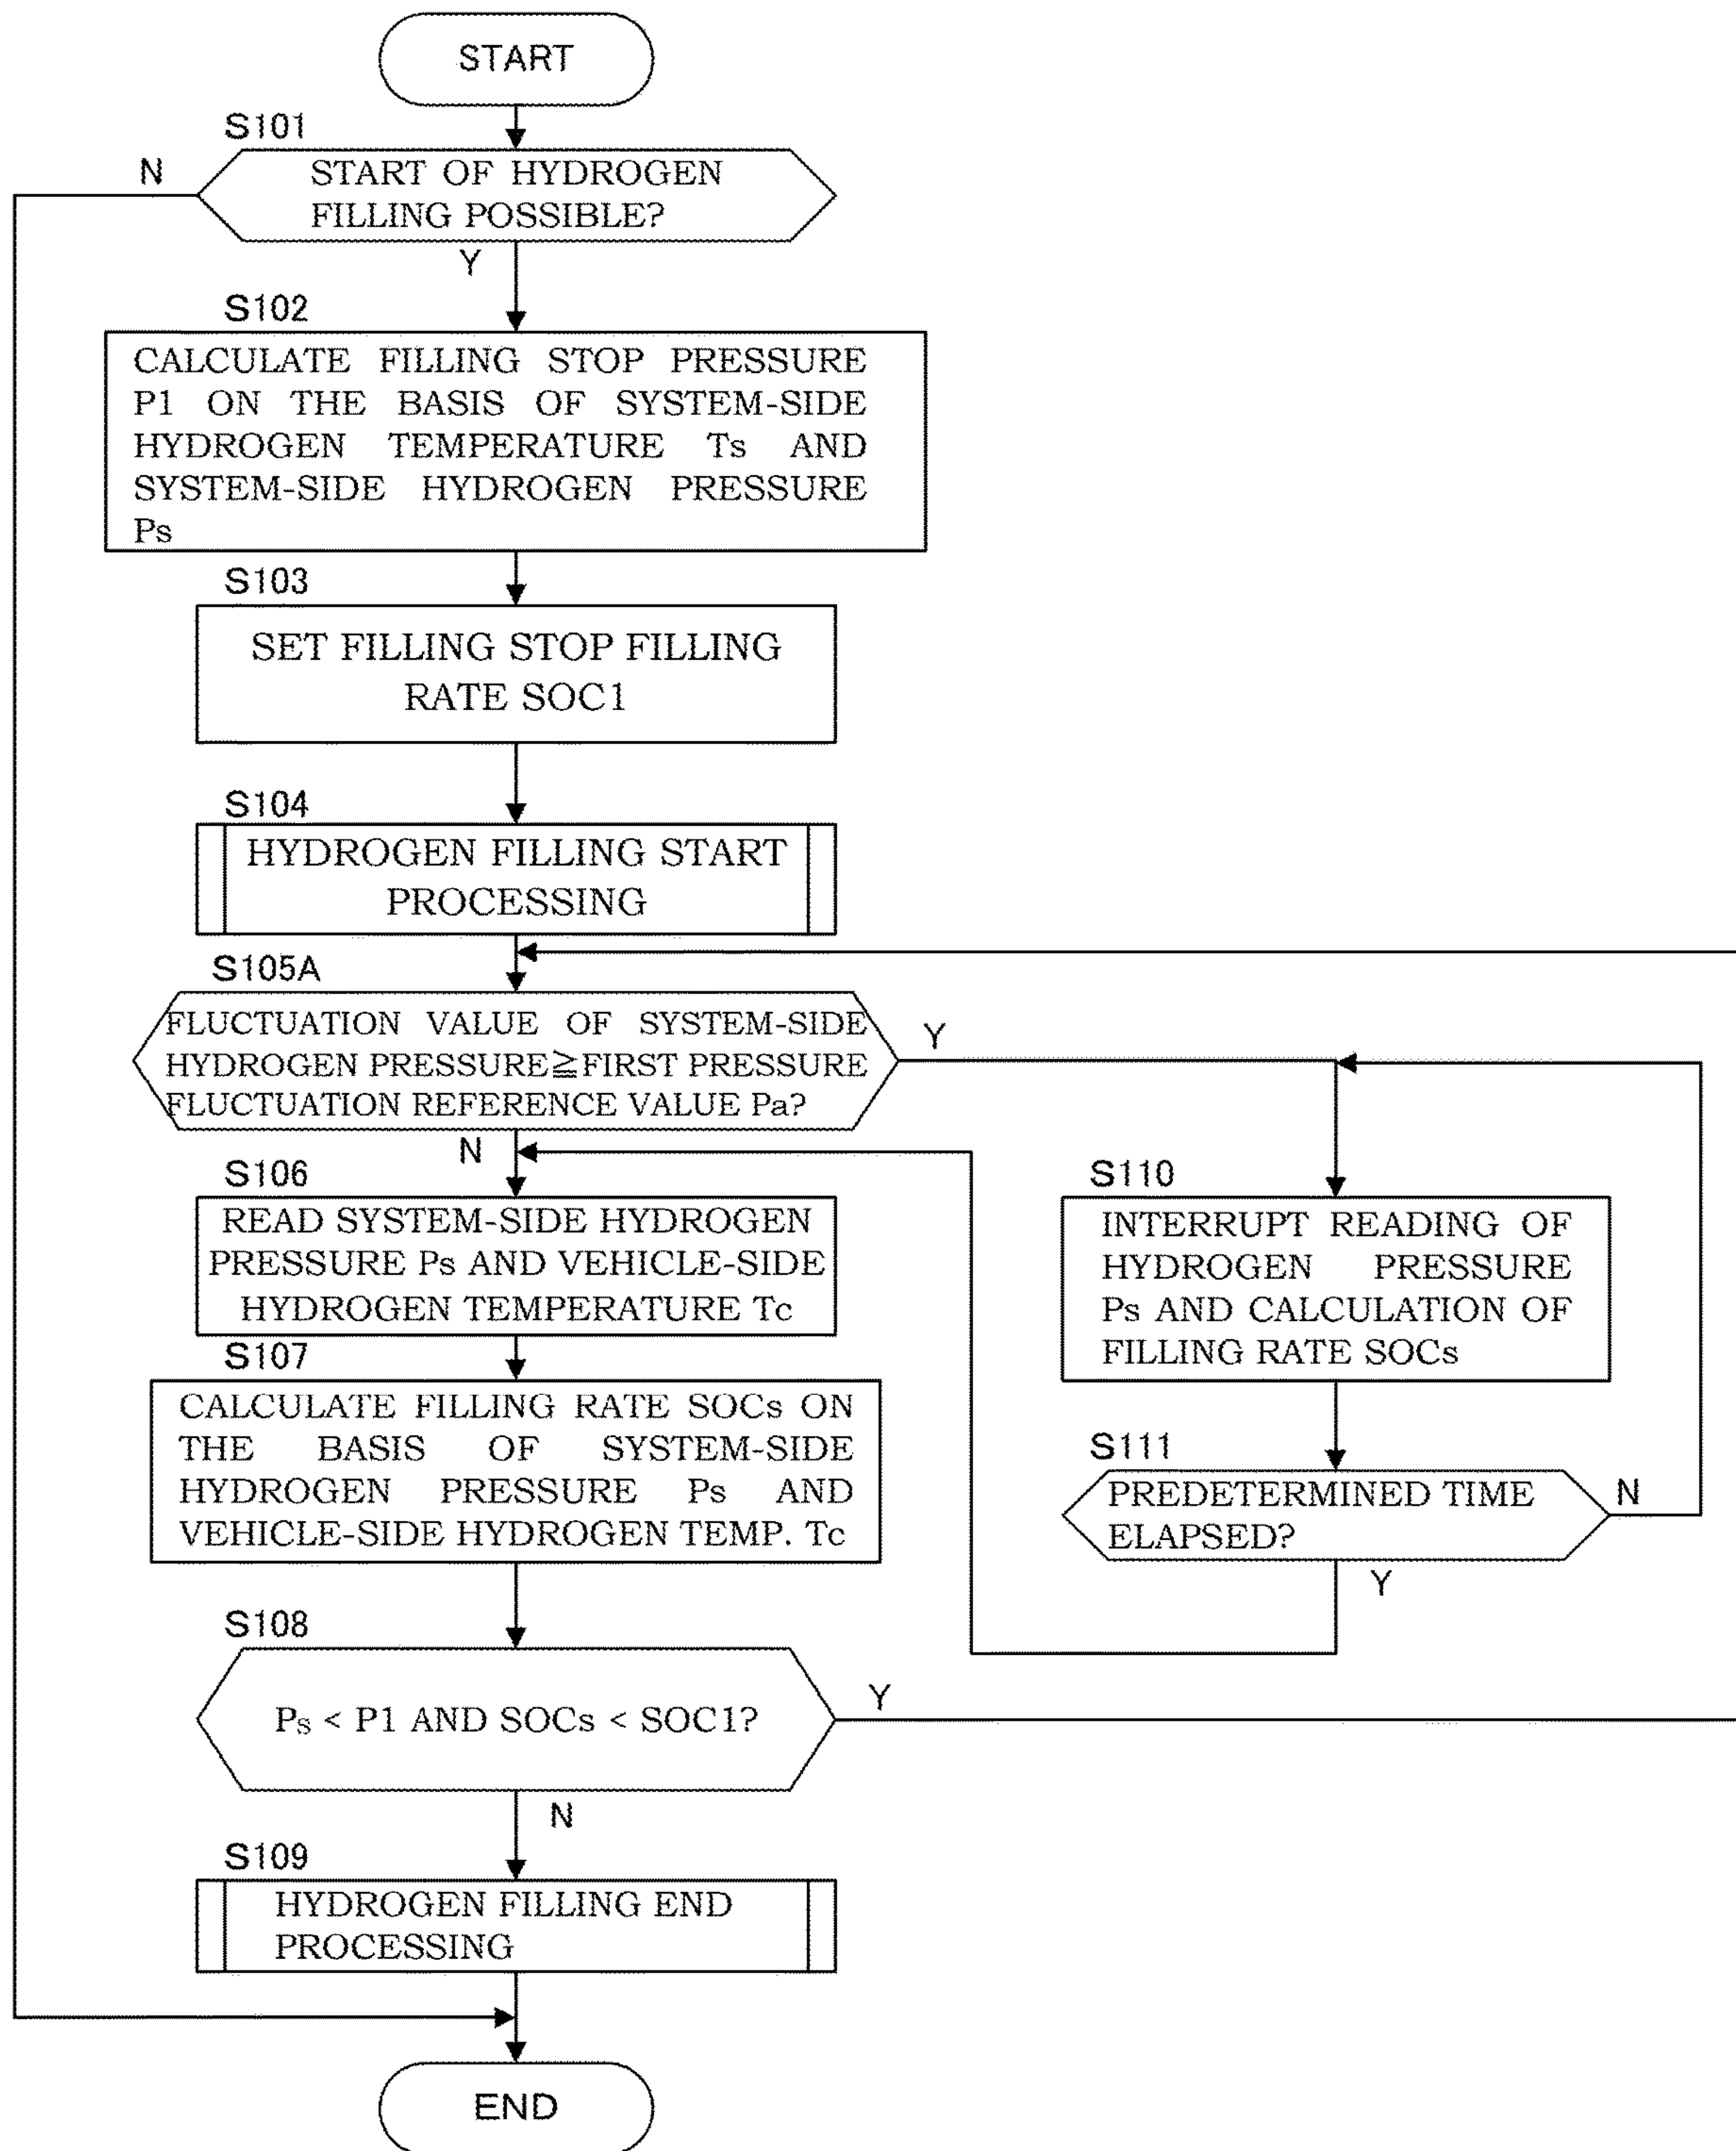 START
S101
N
START OF HYDROGEN
FILLING POSSIBLE?
Y
S102
CALCULATE FILLING STOP PRESSURE
P1 ON THE BASIS OF SYSTEM-SIDE
HYDROGEN TEMPERATURE Ts AND
SYSTEM-SIDE HYDROGEN PRESSURE
Ps
S103
SET FILLING STOP FILLING
RATE SOC1
S104
HYDROGEN FILLING START
PROCESSING
S105A
FLUCTUATION VALUE OF SYSTEM-SIDE
HYDROGEN PRESSURE≧FIRST PRESSURE
FLUCTUATION REFERENCE VALUE Pa?
Y
N
S106
READ SYSTEM-SIDE HYDROGEN
PRESSURE Ps AND VEHICLE-SIDE
HYDROGEN TEMPERATURE Tc
S110
INTERRUPT READING OF
HYDROGEN PRESSURE
Ps AND CALCULATION OF
FILLING RATE SOCs
S107
CALCULATE FILLING RATE SOCs ON
THE BASIS OF SYSTEM-SIDE
HYDROGEN PRESSURE Ps AND
VEHICLE-SIDE HYDROGEN TEMP. Tc
S111
PREDETERMINED TIME
ELAPSED?
N
Y
S108
Ps < P1 AND SOCs < SOC1?
Y
N
S109
HYDROGEN FILLING END
PROCESSING
END